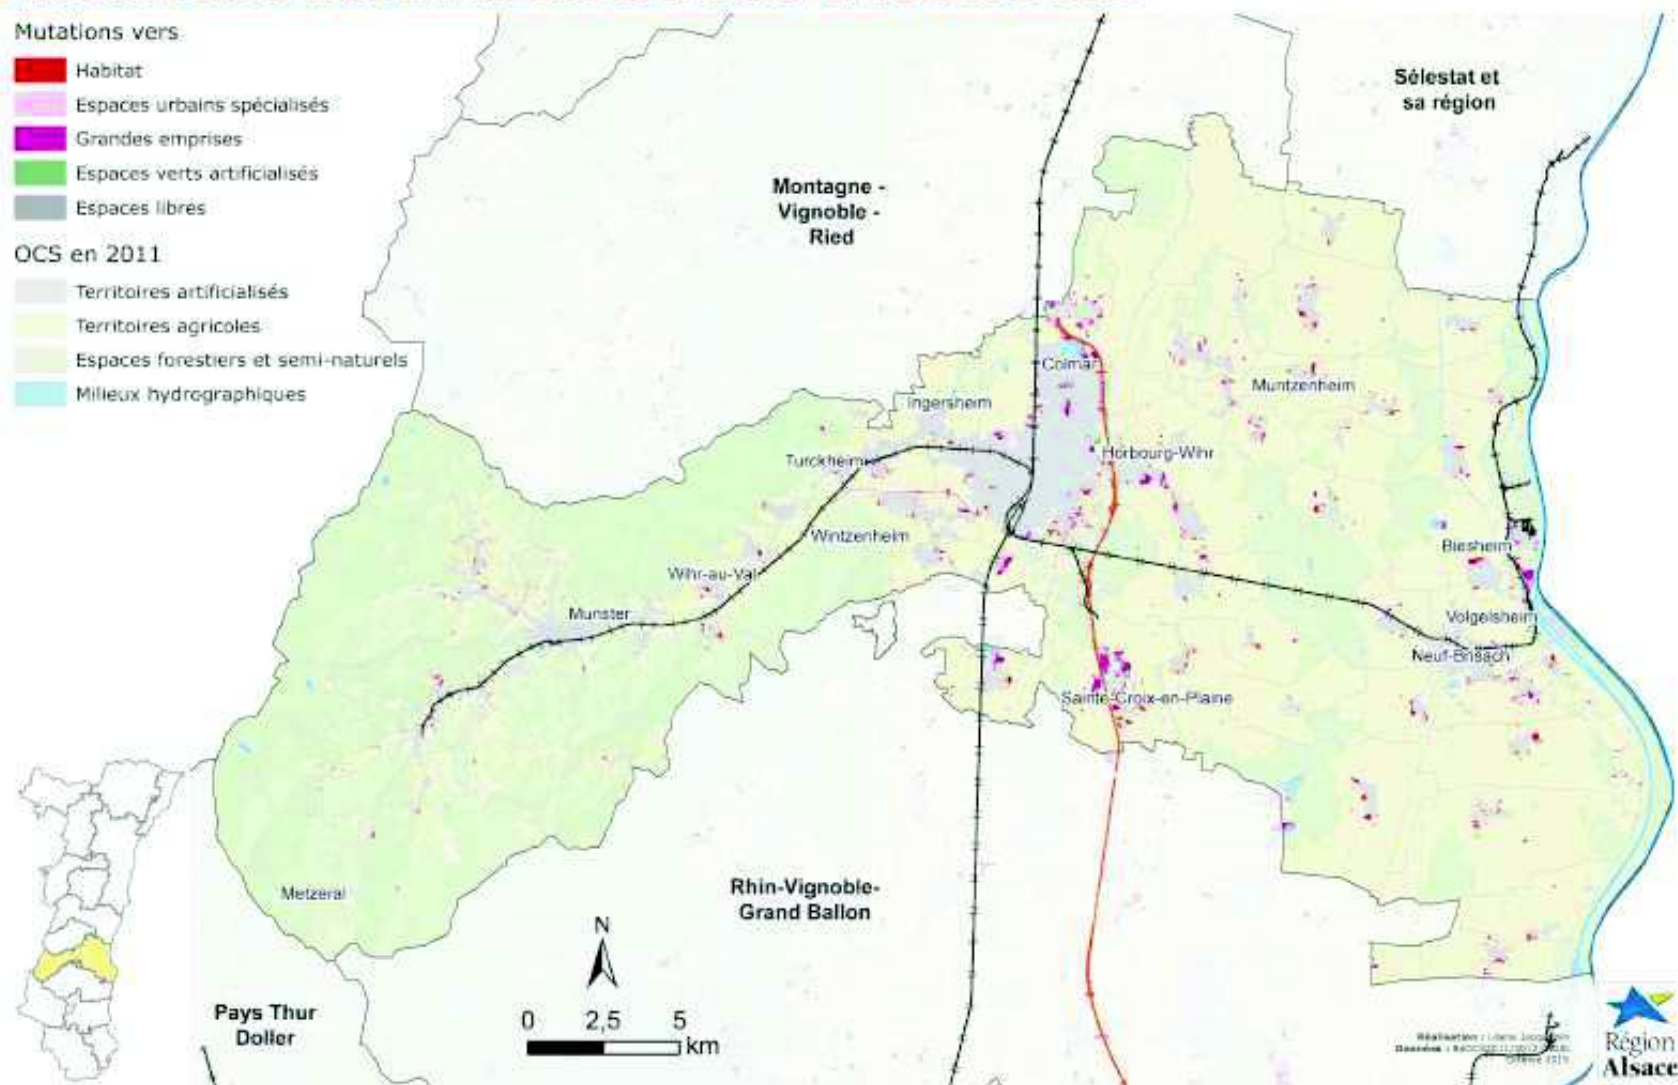 Mutations vers
Habitat
Espaces urbains spécialisés
Grandes emprises
Espaces verts artificialisés
Espaces libres
OCS en 2011
Territoires artificialisés
Territoires agricoles
Espaces forestiers et semi-naturels
Milieux hydrographiques
Sélestat et
sa région
Montagne -
Vignoble -
Ried
Colmar
Muntzenheim
Ingersheim
Turckheim
Horbourg-Wihr
Wintzenheim
Biesheim
Wihr-au-Val
Munster
Volgelsheim
Neuf-Brisach
Sainte-Croix-en-Plaine
Metzeral
Rhin-Vignoble-
Grand Ballon
Pays Thur
Doller
N
0 2,5 5
km
Réalisation :
Données :
Région
Alsace